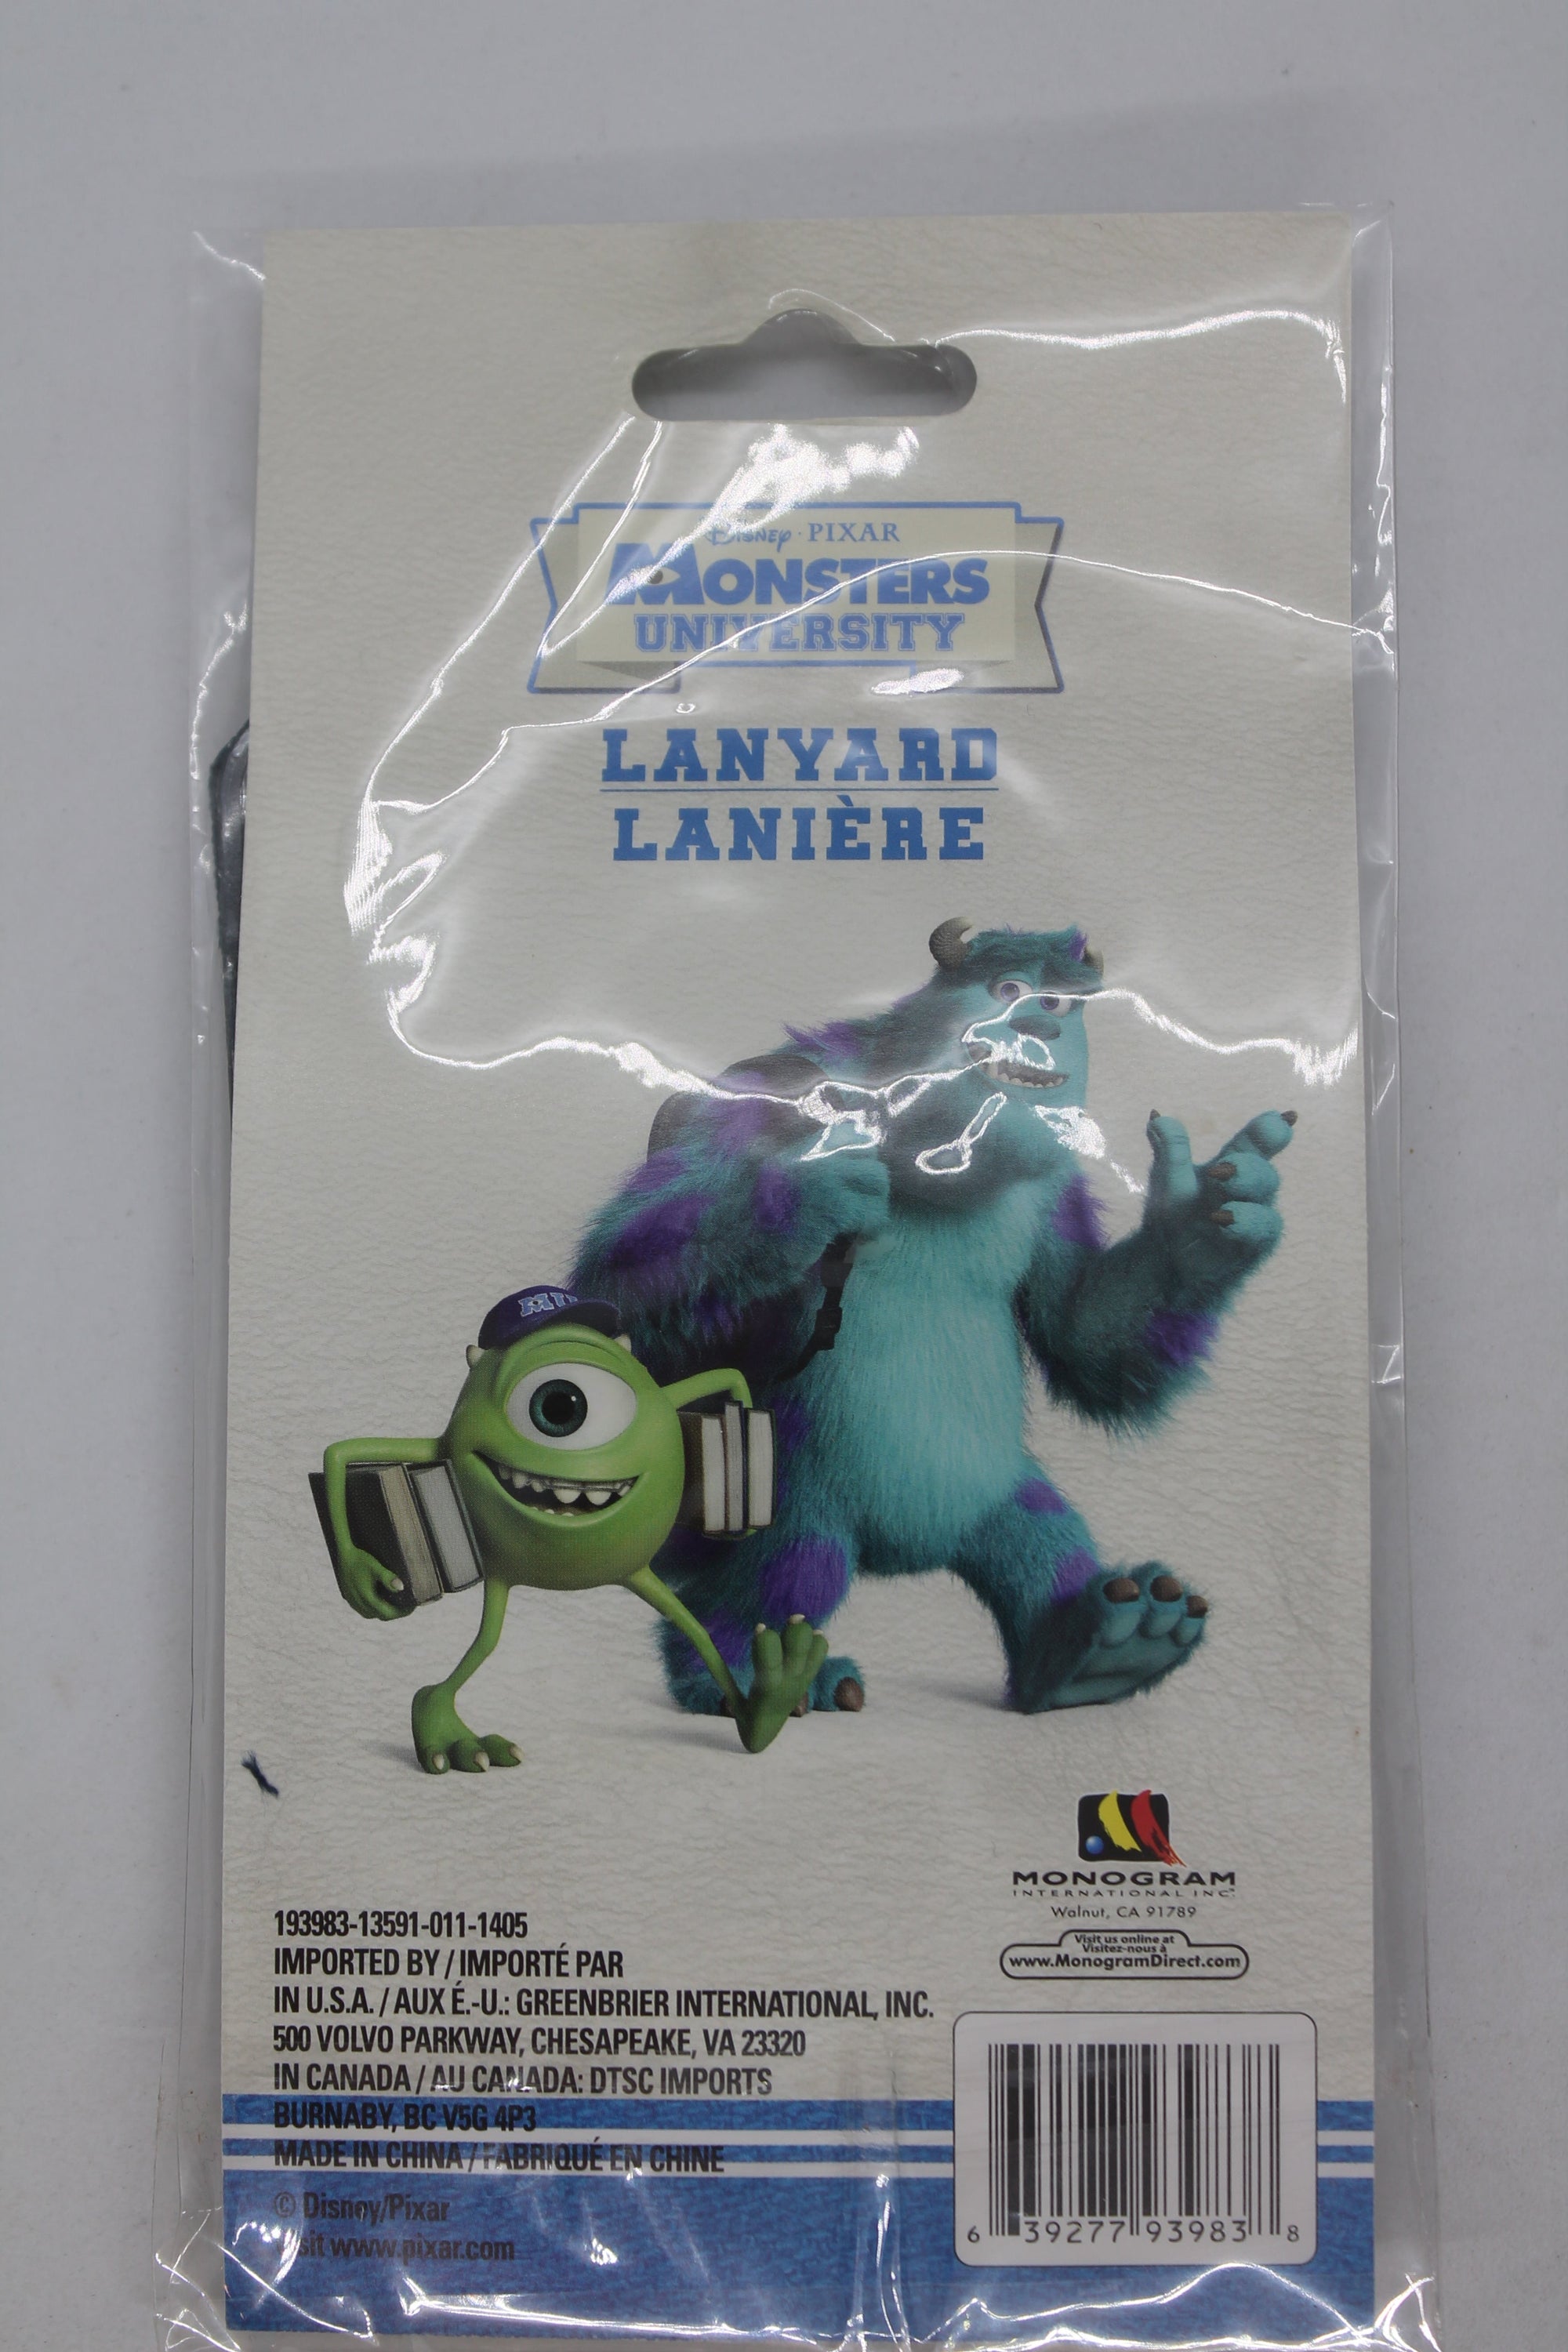 Disney · PIXAR
MONSTERS
UNIVERSITY
LANYARD
LANIÈRE
MU
MONOGRAM
INTERNATIONAL INC.™
Walnut, CA 91789
Visit us online at
Visitez-nous à
www.MonogramDirect.com
193983-13591-011-1405
IMPORTED BY / IMPORTÉ PAR
IN U.S.A. / AUX É.-U.: GREENBRIER INTERNATIONAL, INC.
500 VOLVO PARKWAY, CHESAPEAKE, VA 23320
IN CANADA / AU CANADA: DTSC IMPORTS
BURNABY, BC V5G 4P3
MADE IN CHINA / FABRIQUÉ EN CHINE
© Disney/Pixar
Visit www.pixar.com
6 39277 93983 8